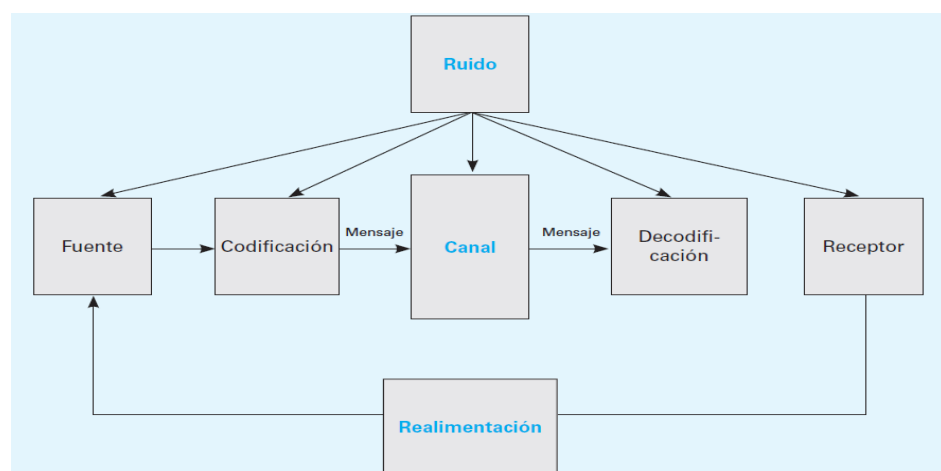 Ruido
Fuente
Codificación
Mensaje
Canal
Mensaje
Decodifi-
cación
Receptor
Realimentación